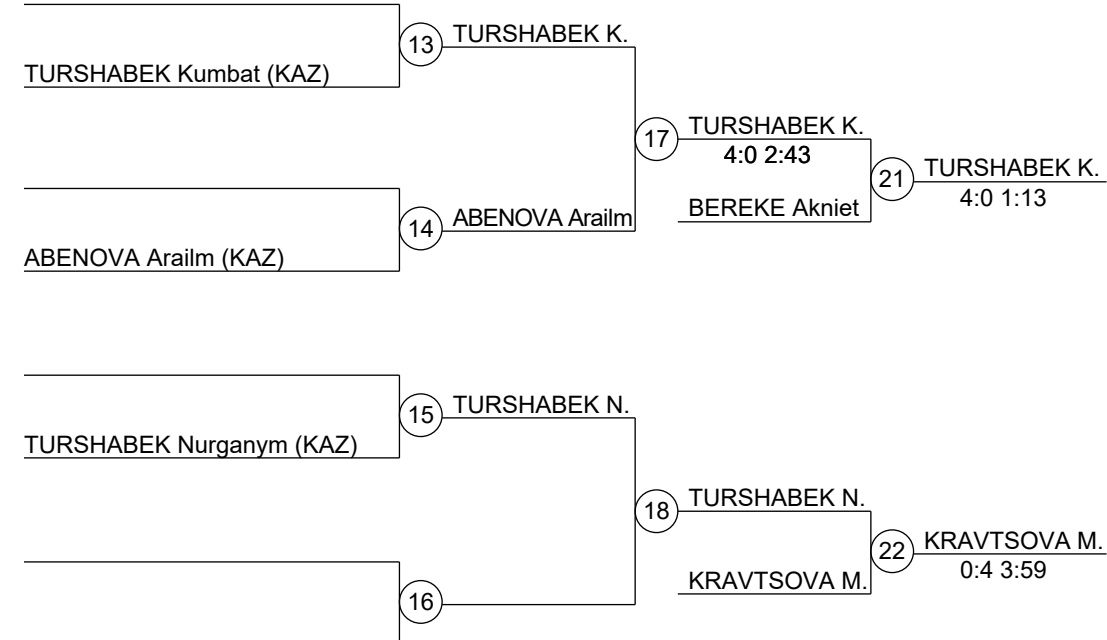 13 TURSHABEK K.
TURSHABEK Kumbat (KAZ)
17 TURSHABEK K.
4:0 2:43
21 TURSHABEK K.
4:0 1:13
BEREKE Akniet
14 ABENOVA Arailm
ABENOVA Arailm (KAZ)
15 TURSHABEK N.
TURSHABEK Nurganym (KAZ)
18 TURSHABEK N.
22 KRAVTSOVA M.
0:4 3:59
KRAVTSOVA M.
16